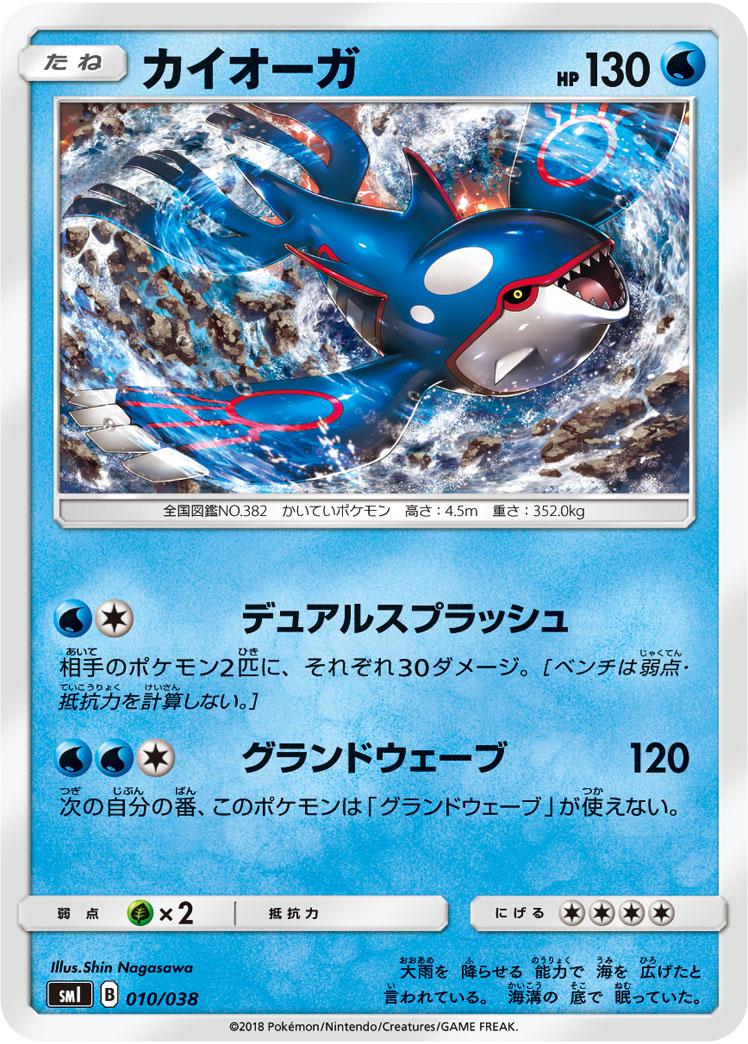 たね カイオーガ HP 130
全国図鑑NO.382 かいていポケモン 高さ：4.5m 重さ：352.0kg
デュアルスプラッシュ
相手のポケモン2匹に、それぞれ30ダメージ。[ベンチは弱点・
抵抗力を計算しない。]
グランドウェーブ 120
次の自分の番、このポケモンは「グランドウェーブ」が使えない。
弱点 ×2 抵抗力 にげる
Illus.Shin Nagasawa
SMI B 010/038
大雨を 降らせる 能力で 海を 広げたと
言われている。 海溝の 底で 眠っていた。
©2018 Pokémon/Nintendo/Creatures/GAME FREAK.